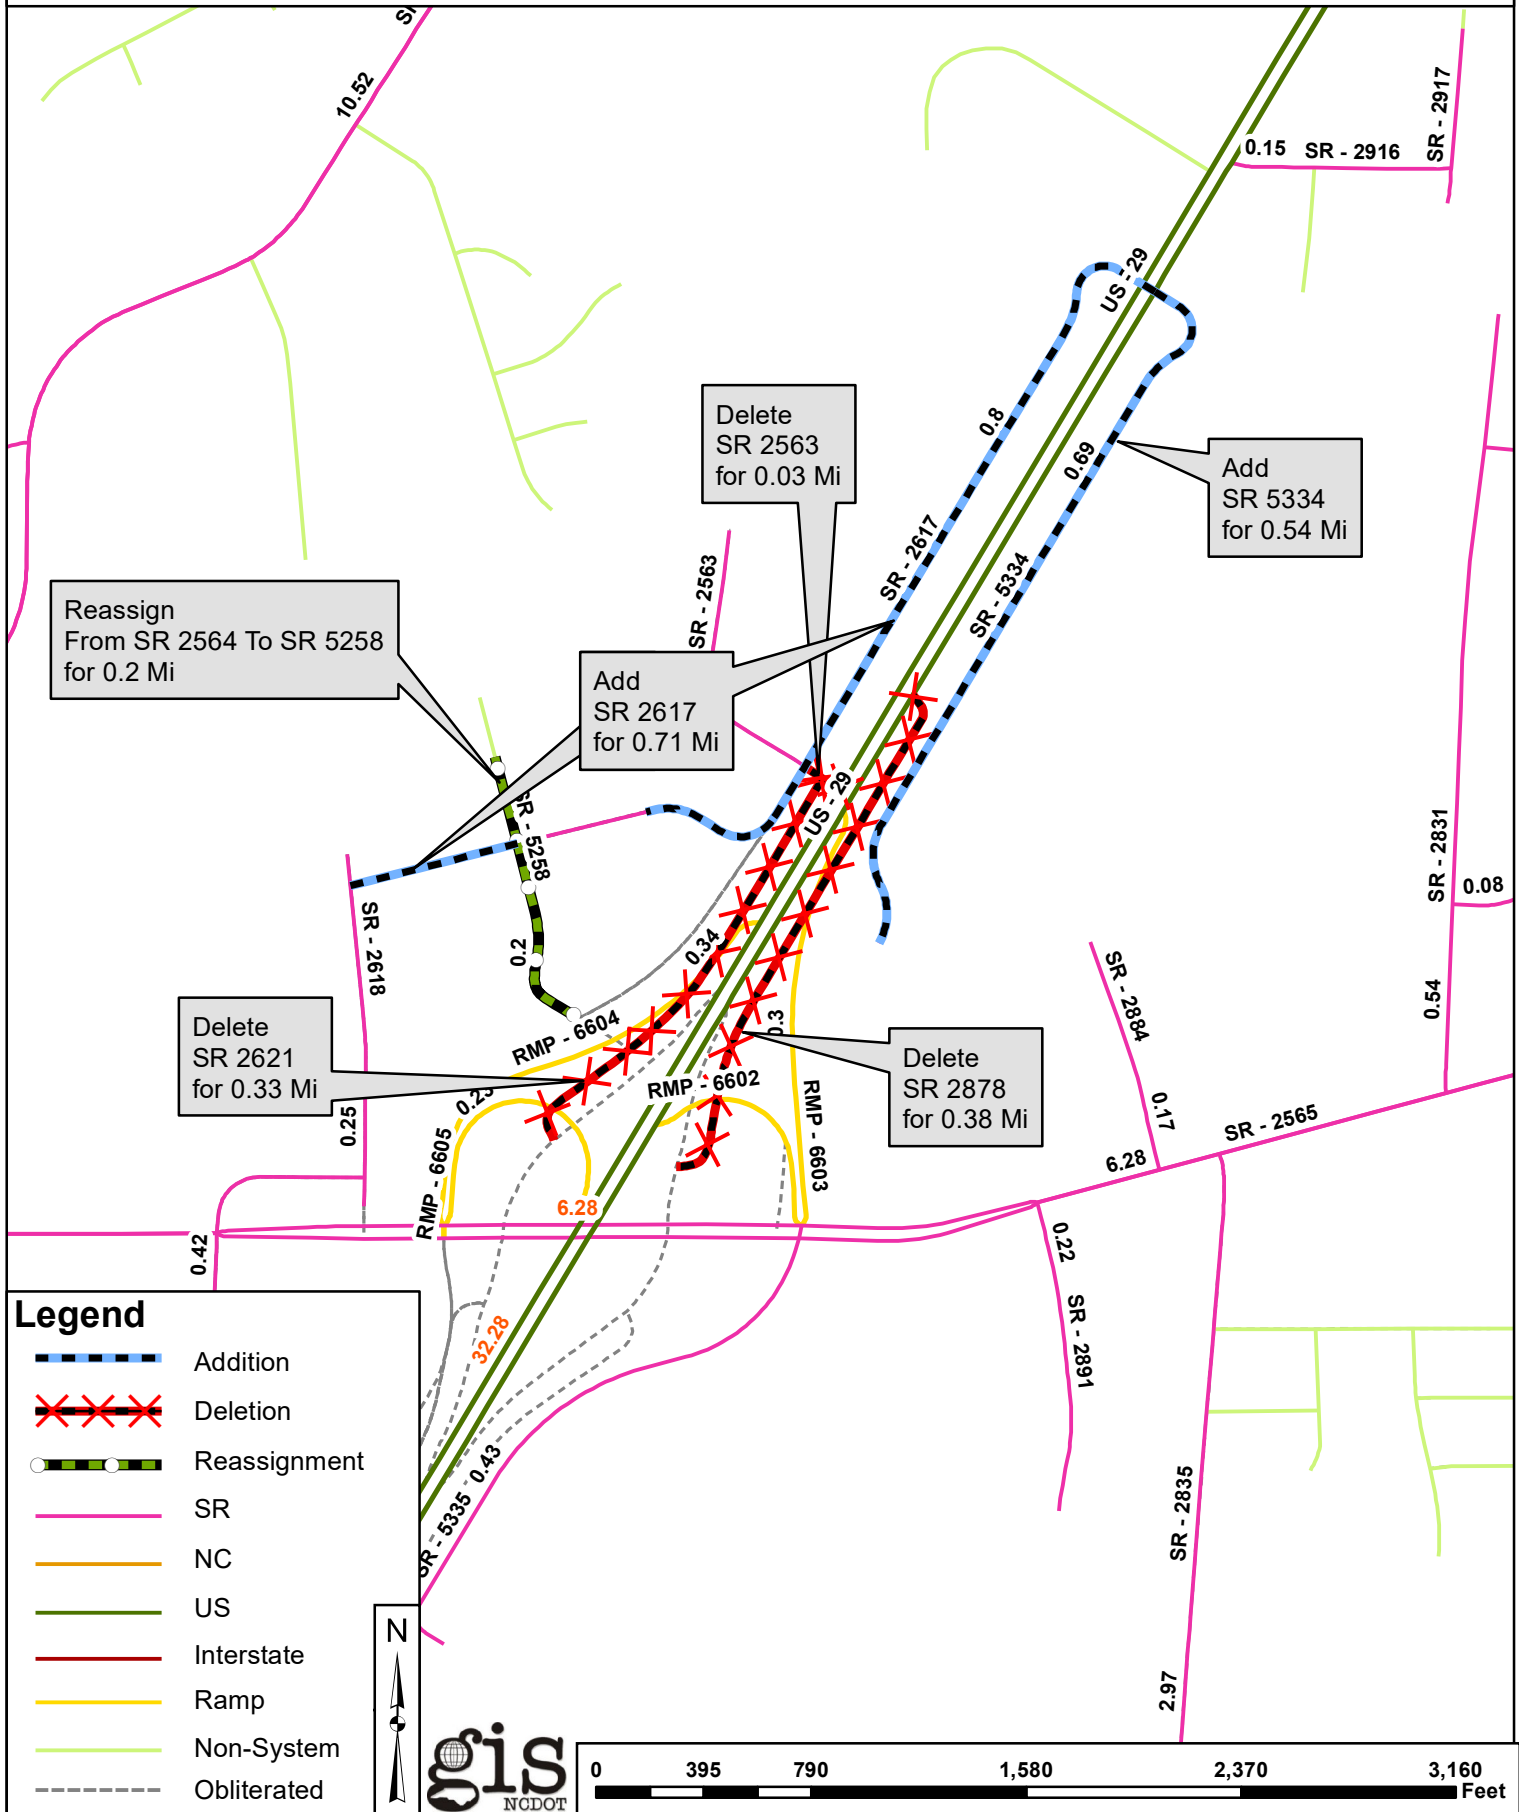 SR
10.52
SR - 2917
0.15 SR - 2916
US - 29
Delete
SR 2563
for 0.03 Mi
0.8
0.69
Add
SR 5334
for 0.54 Mi
SR - 2617
SR - 5334
SR - 2563
Reassign
From SR 2564 To SR 5258
for 0.2 Mi
Add
SR 2617
for 0.71 Mi
US - 29
SR - 5258
SR - 2831
0.08
SR - 2618
0.2
0.34
SR - 2884
0.54
0.3
Delete
SR 2621
for 0.33 Mi
RMP - 6604
RMP - 6602
Delete
SR 2878
for 0.38 Mi
0.23
0.25
RMP - 6605
RMP - 6603
0.17
SR - 2565
6.28
6.28
0.42
0.22
SR - 2891
32.28
0.43
SR - 5335
SR - 2835
2.97
Legend
Addition
Deletion
Reassignment
SR
NC
US
Interstate
Ramp
Non-System
Obliterated
N
gis
NCDOT
0 395 790 1,580 2,370 3,160
Feet